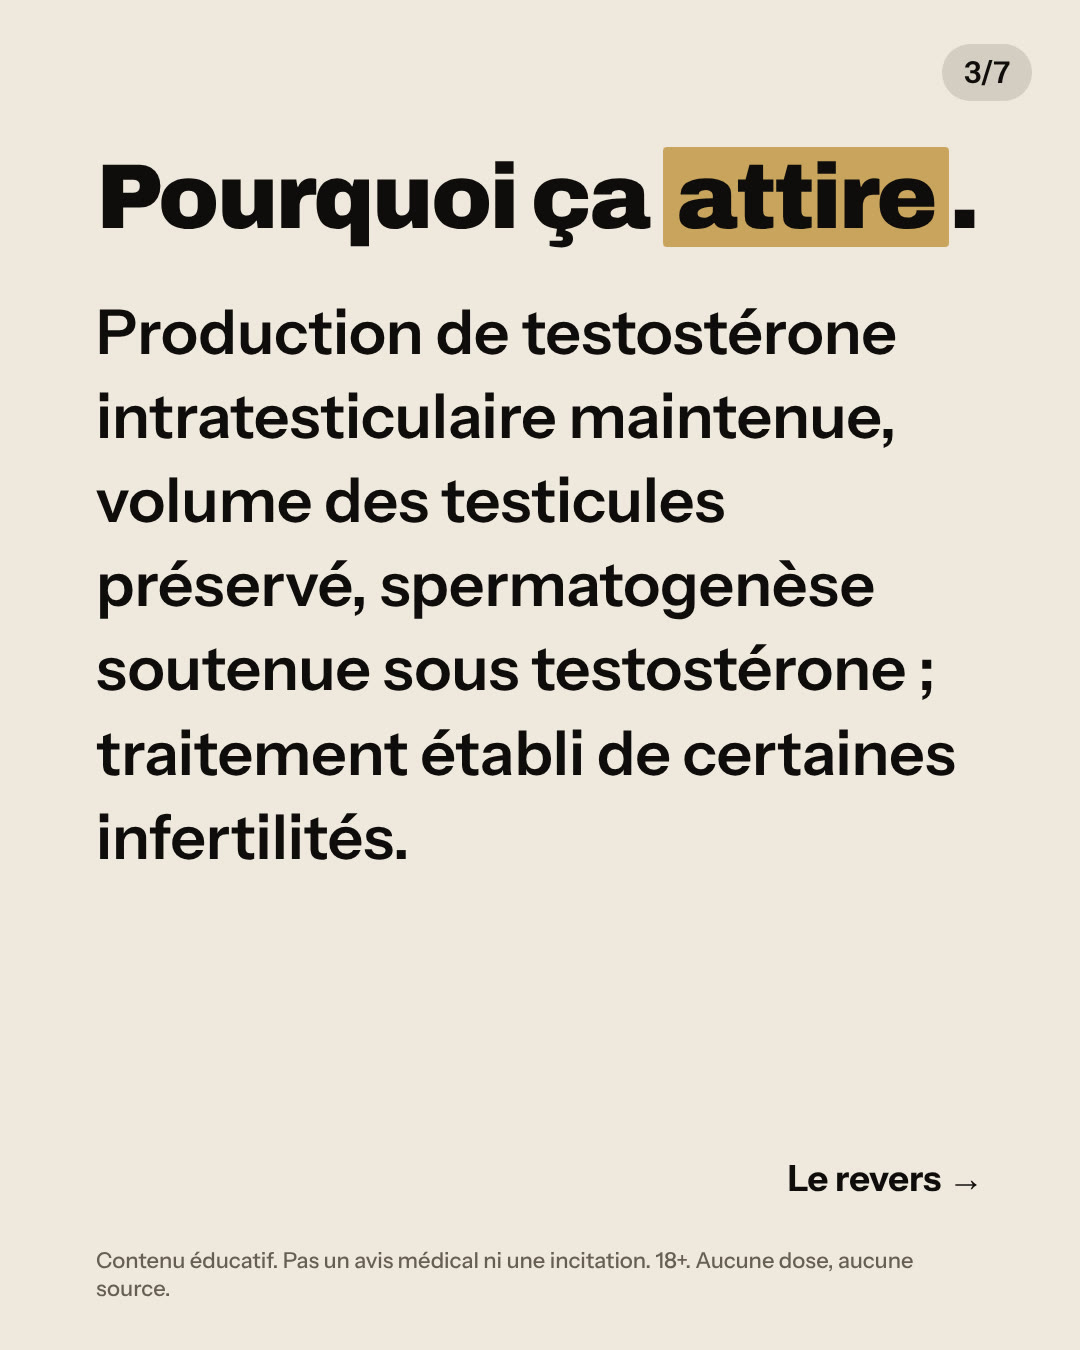 3/7
Pourquoi ça attire.
Production de testostérone
intratesticulaire maintenue,
volume des testicules
préservé, spermatogenèse
soutenue sous testostérone ;
traitement établi de certaines
infertilités.
Le revers →
Contenu éducatif. Pas un avis médical ni une incitation. 18+. Aucune dose, aucune
source.